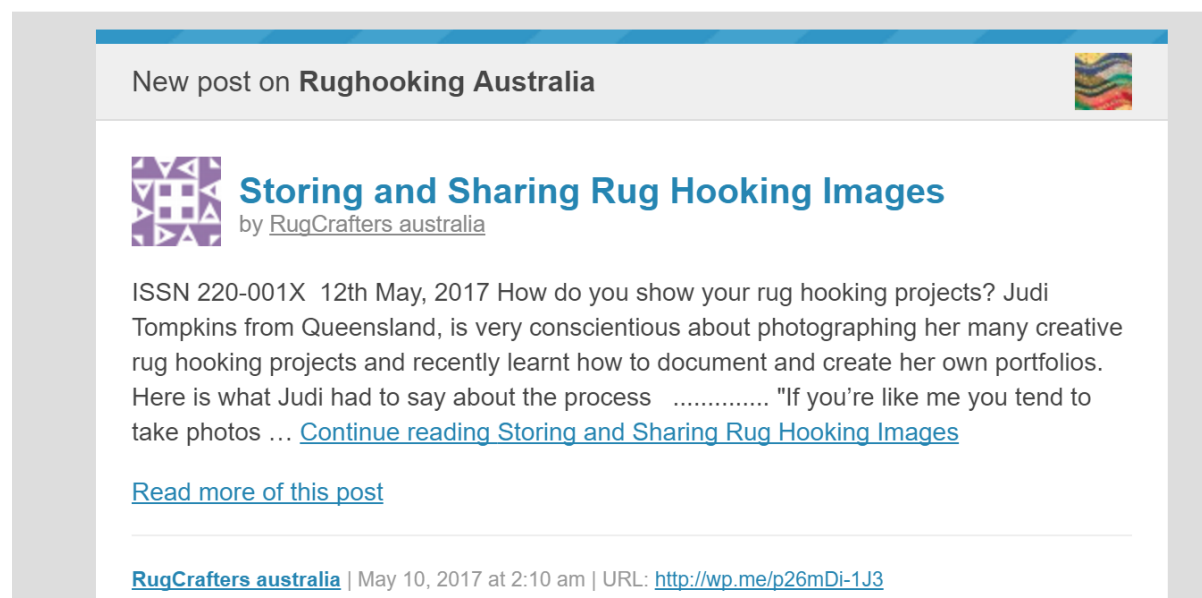 New post on Rughooking Australia
Storing and Sharing Rug Hooking Images
by RugCrafters australia
ISSN 220-001X  12th May, 2017 How do you show your rug hooking projects? Judi
Tompkins from Queensland, is very conscientious about photographing her many creative
rug hooking projects and recently learnt how to document and create her own portfolios.
Here is what Judi had to say about the process   .............. "If you’re like me you tend to
take photos … Continue reading Storing and Sharing Rug Hooking Images
Read more of this post
RugCrafters australia | May 10, 2017 at 2:10 am | URL: http://wp.me/p26mDi-1J3